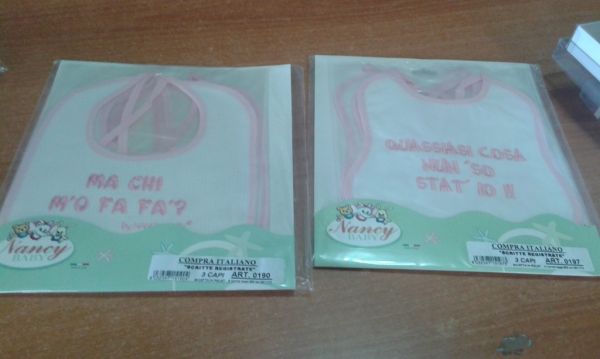 MA CHI
M'O FA FA'?
Nancy
BABY
COMPRA ITALIANO
"SCRITTE REGISTRATE"
3 CAPI ART. 0190
QUASSIASI COSA
NUN 'SO
STAT' IO !!
Nancy
BABY
COMPRA ITALIANO
"SCRITTE REGISTRATE"
3 CAPI ART. 0197